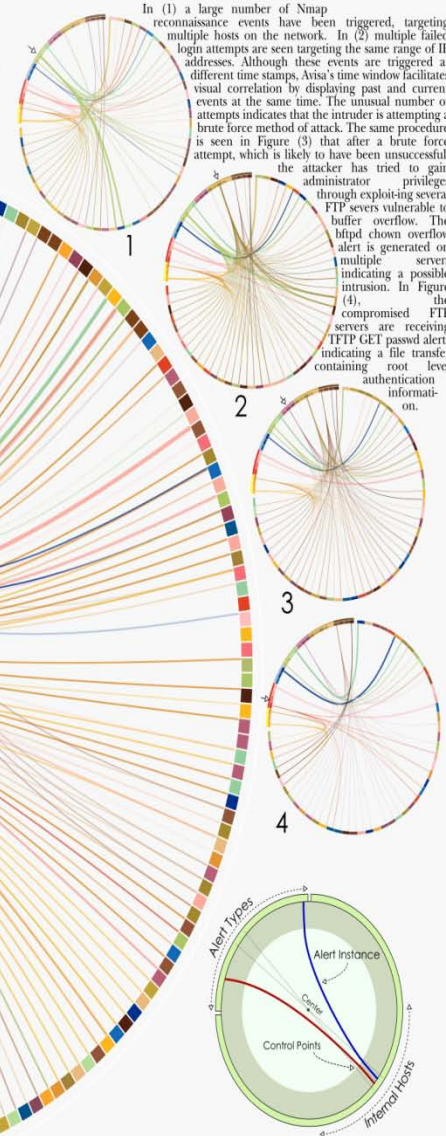 In (1) a large number of Nmap
reconnaissance events have been triggered, targeting
multiple hosts on the network. In (2) multiple failed
login attempts are seen targeting the same range of IP
addresses. Although these events are triggered a
different time stamps, Avisa's time window facilitates
visual correlation by displaying past and curren
events at the same time. The unusual number o
attempts indicates that the intruder is attempting a
brute force method of attack. The same procedure
is seen in Figure (3) that after a brute force
attempt, which is likely to have been unsuccessful
the attacker has tried to gain
administrator privilege
through exploit-ing severa
FTP severs vulnerable to
buffer overflow. The
bftpd chown overflow
alert is generated on
multiple server
indicating a possible
intrusion. In Figure
(4), the
compromised FTP
servers are receiving
TFTP GET passwd alert
indicating a file transfer
containing root leve
authentication
informati-
on.
1
2
3
4
Alert Types
Alert Instance
Center
Control Points
Internal Hosts